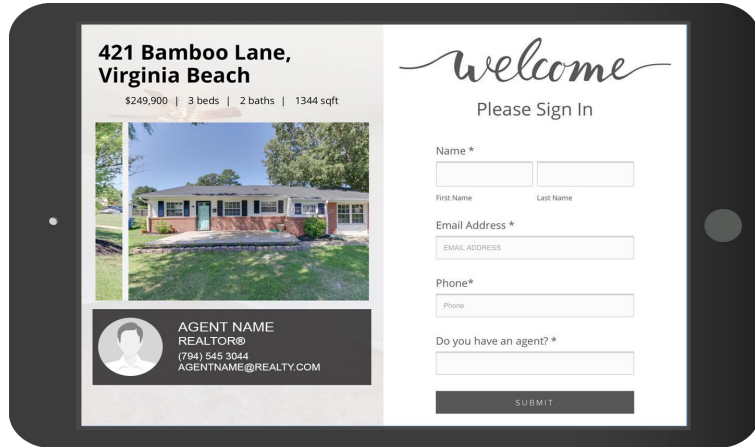 421 Bamboo Lane,
Virginia Beach
$249,900 | 3 beds | 2 baths | 1344 sqft
AGENT NAME
REALTOR®
(794) 545 3044
AGENTNAME@REALTY.COM
welcome
Please Sign In
Name *
First Name Last Name
Email Address *
EMAIL ADDRESS
Phone*
Phone
Do you have an agent? *
SUBMIT